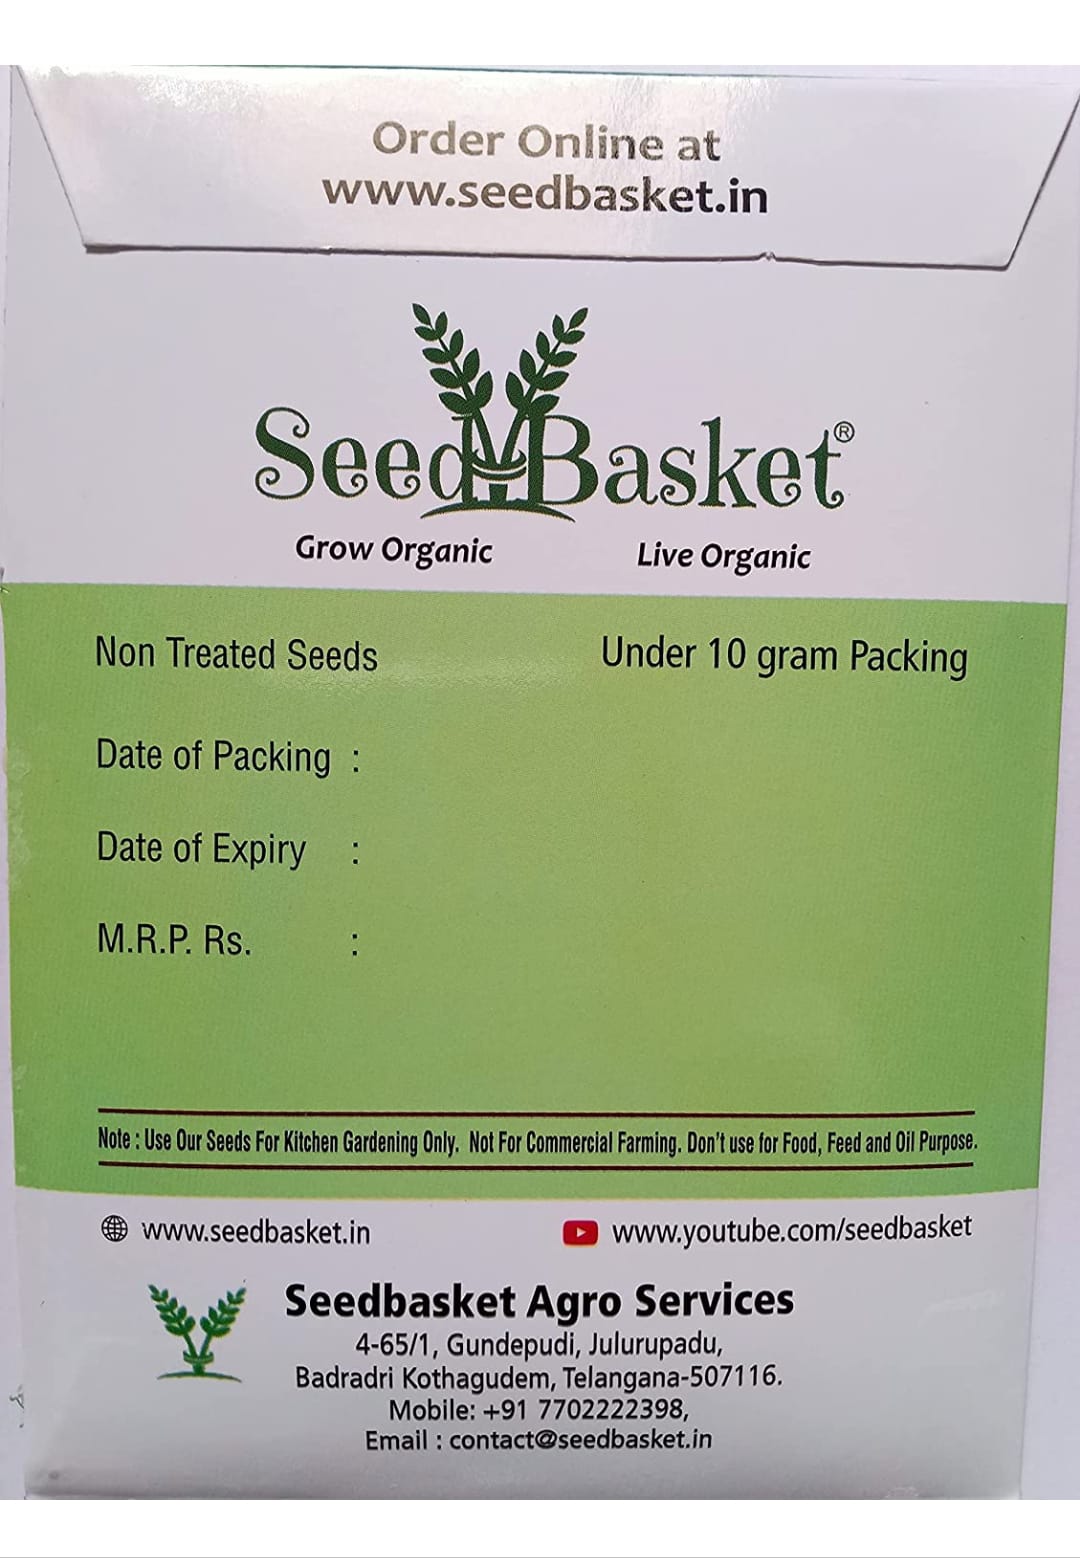 Order Online at
www.seedbasket.in
SeedBasket®
Grow Organic Live Organic
Non Treated Seeds Under 10 gram Packing
Date of Packing :
Date of Expiry :
M.R.P. Rs. :
Note : Use Our Seeds For Kitchen Gardening Only. Not For Commercial Farming. Don't use for Food, Feed and Oil Purpose.
www.seedbasket.in www.youtube.com/seedbasket
Seedbasket Agro Services
4-65/1, Gundepudi, Julurupadu,
Badradri Kothagudem, Telangana-507116.
Mobile: +91 7702222398,
Email : contact@seedbasket.in